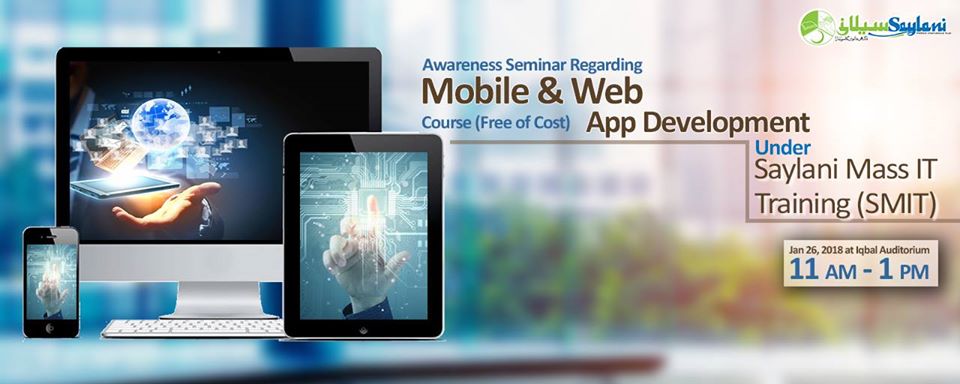 سیلانی Saylani
Awareness Seminar Regarding
Mobile & Web
Course (Free of Cost) App Development
Under
Saylani Mass IT
Training (SMIT)
Jan 26, 2018 at Iqbal Auditorium
11 AM - 1 PM